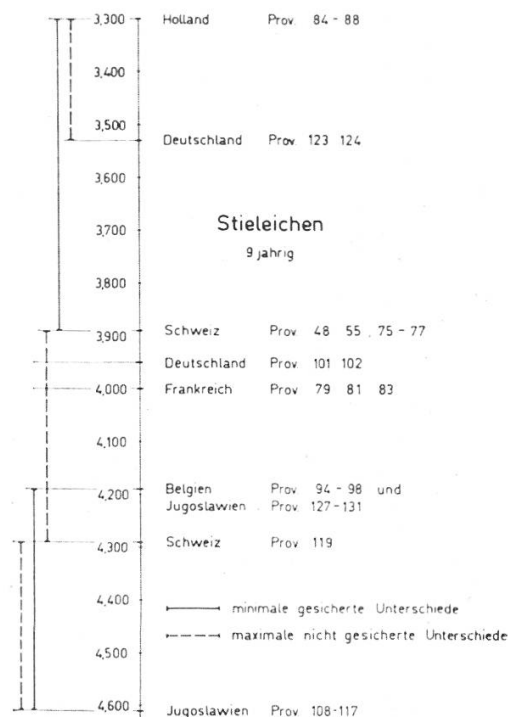 3,300 Holland Prov. 84 - 88
3,400
3,500
Deutschland Prov. 123 124
3,600
3,700 Stieleichen
9 jahrig
3,800
3,900 Schweiz Prov 48 55 , 75 - 77
Deutschland Prov 101 102
4,000 Frankreich Prov 79 81 83
4,100
4,200 Belgien Prov 94 - 98 und
Jugoslawien Prov 127-131
4,300 Schweiz Prov 119
4,400
minimale gesicherte Unterschiede
maximale nicht gesicherte Unterschiede
4,500
4,600 Jugoslawien Prov 108-117